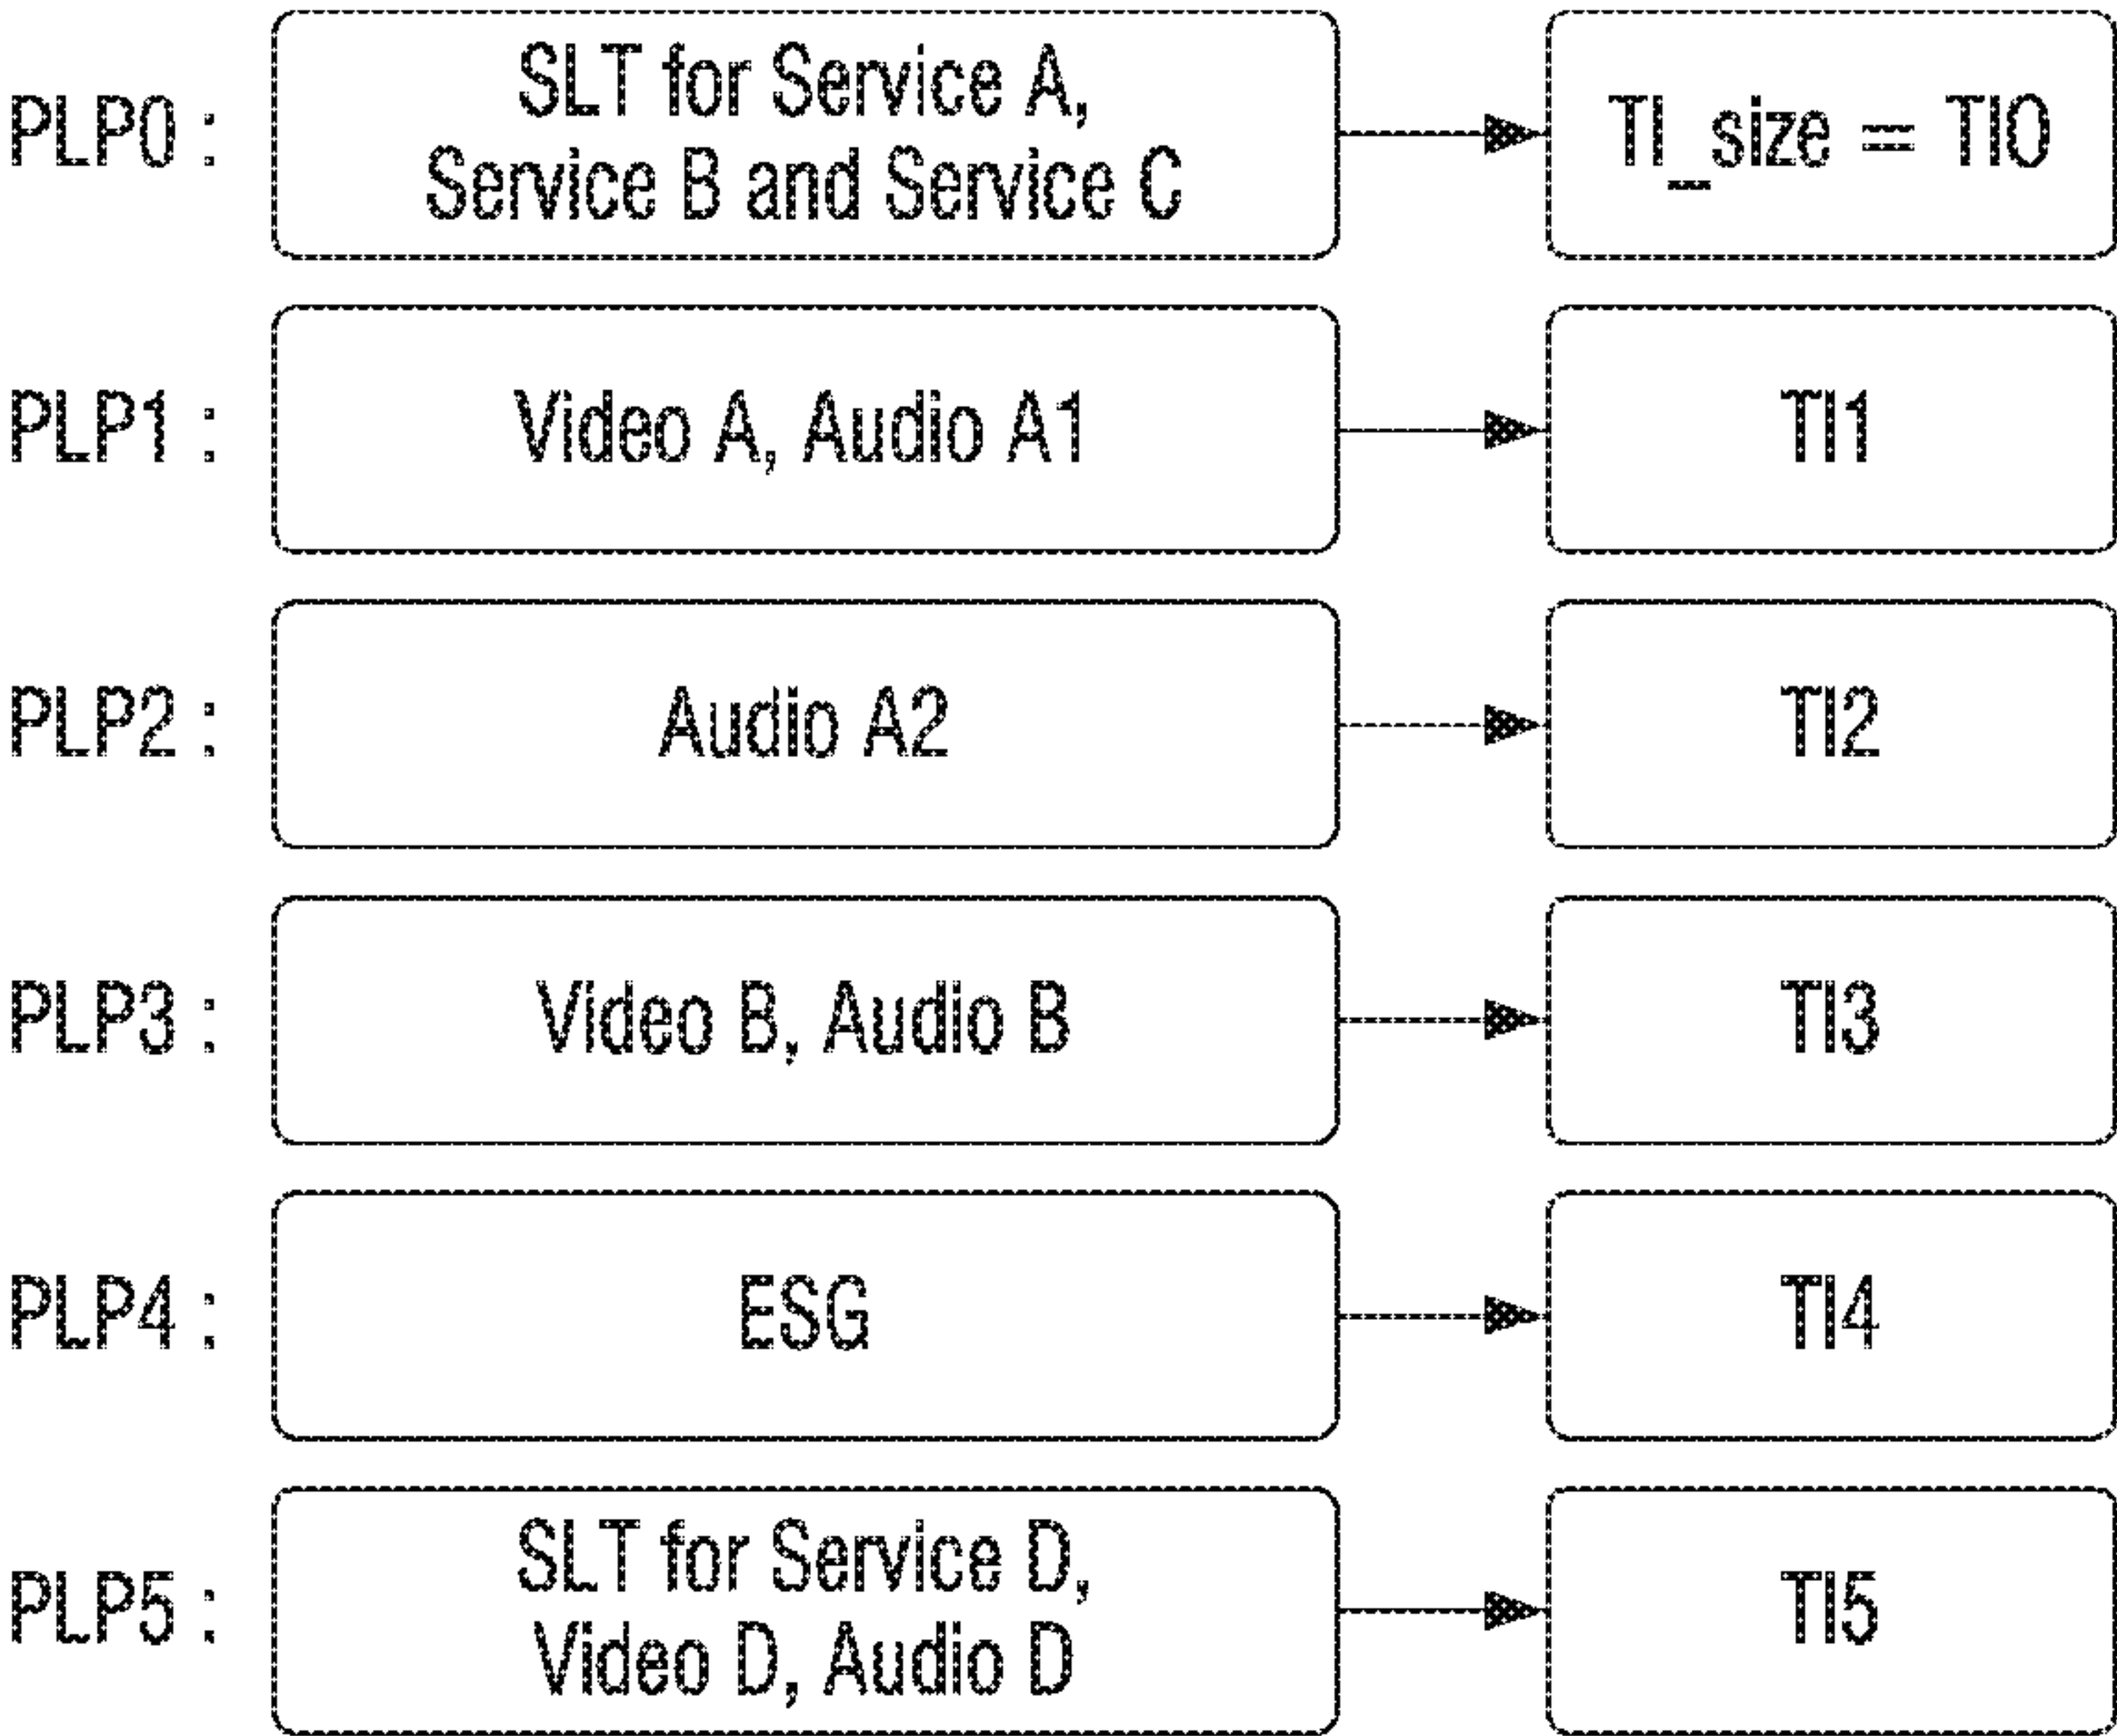 PLP0 :
SLT for Service A,
Service B and Service C
TI_size = TI0
PLP1 :
Video A, Audio A1
TI1
PLP2 :
Audio A2
TI2
PLP3 :
Video B, Audio B
TI3
PLP4 :
ESG
TI4
PLP5 :
SLT for Service D,
Video D, Audio D
TI5